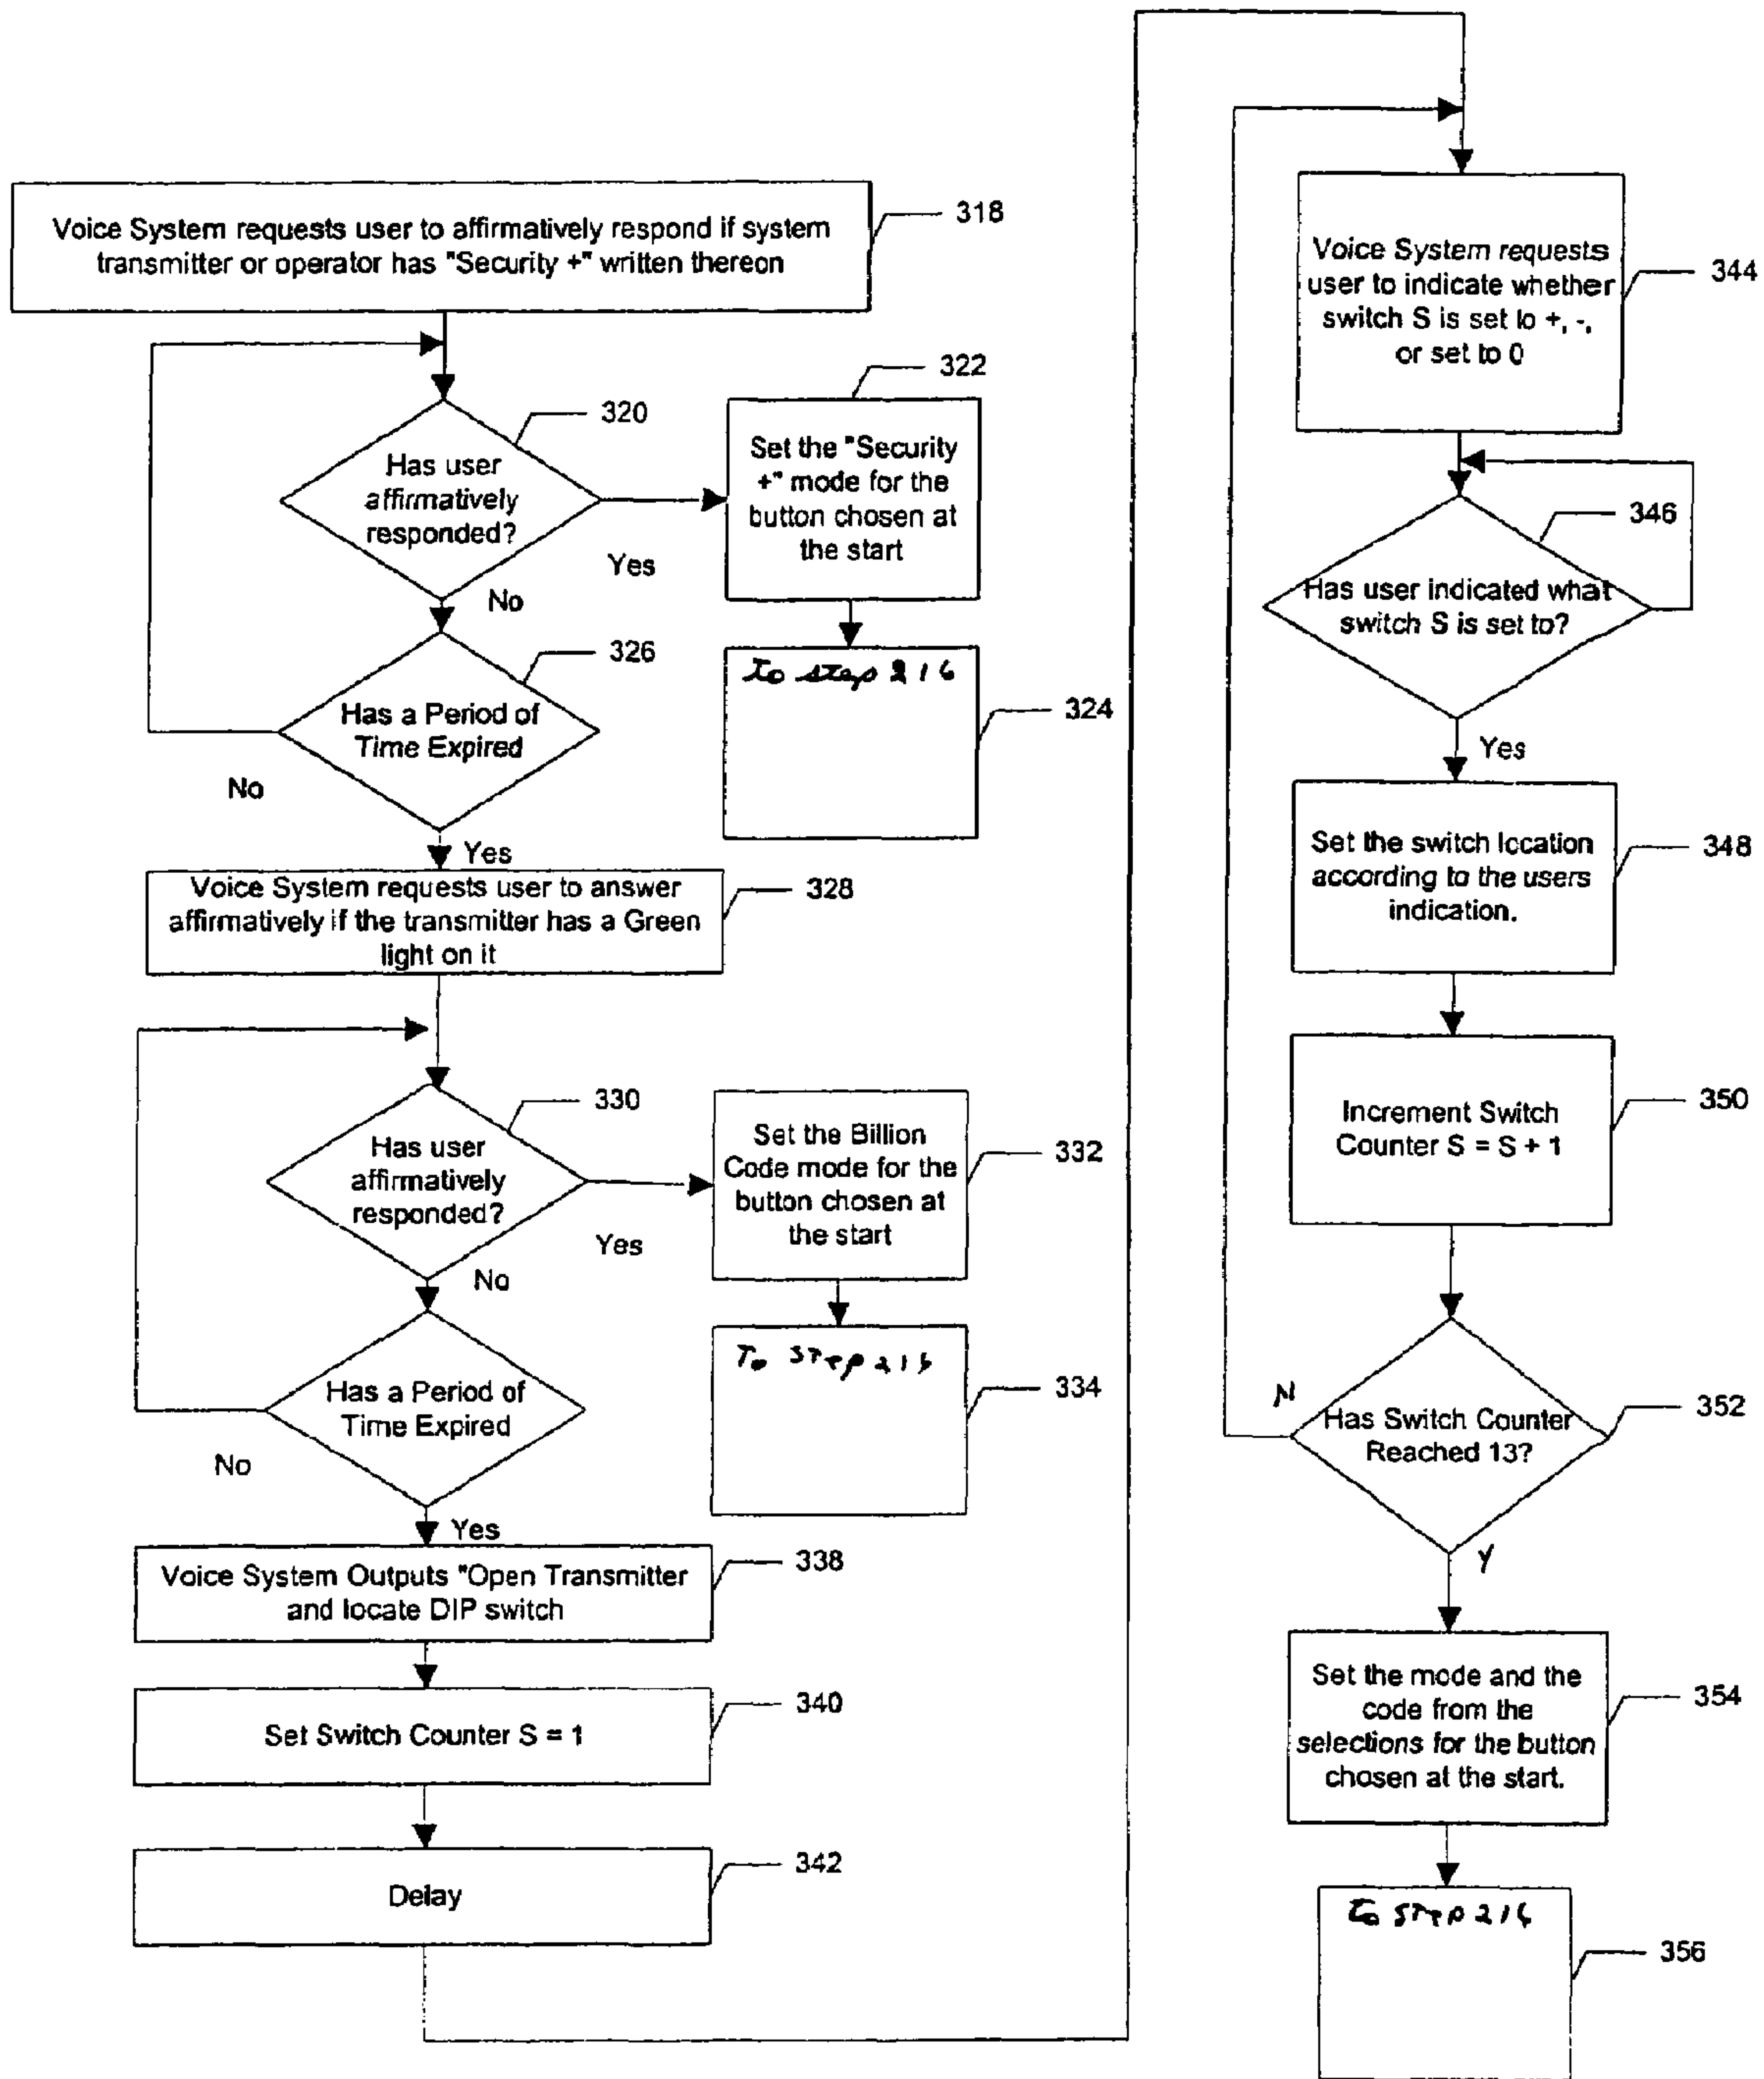 Voice System requests user to affirmatively respond if system
transmitter or operator has "Security +" written thereon
318
320
Has user
affirmatively
responded?
Yes
No
322
Set the "Security
+" mode for the
button chosen at
the start
To step 216
324
326
Has a Period of
Time Expired
No
Yes
Voice System requests user to answer
affirmatively if the transmitter has a Green
light on it
328
330
Has user
affirmatively
responded?
Yes
No
Set the Billion
Code mode for the
button chosen at
the start
332
To step 216
334
Has a Period of
Time Expired
No
Yes
Voice System Outputs "Open Transmitter
and locate DIP switch
338
Set Switch Counter S = 1
340
Delay
342
Voice System requests
user to indicate whether
switch S is set to +, -,
or set to 0
344
346
Has user indicated what
switch S is set to?
Yes
Set the switch location
according to the users
indication.
348
Increment Switch
Counter S = S + 1
350
N
Has Switch Counter
Reached 13?
352
Y
Set the mode and the
code from the
selections for the button
chosen at the start.
354
To step 216
356